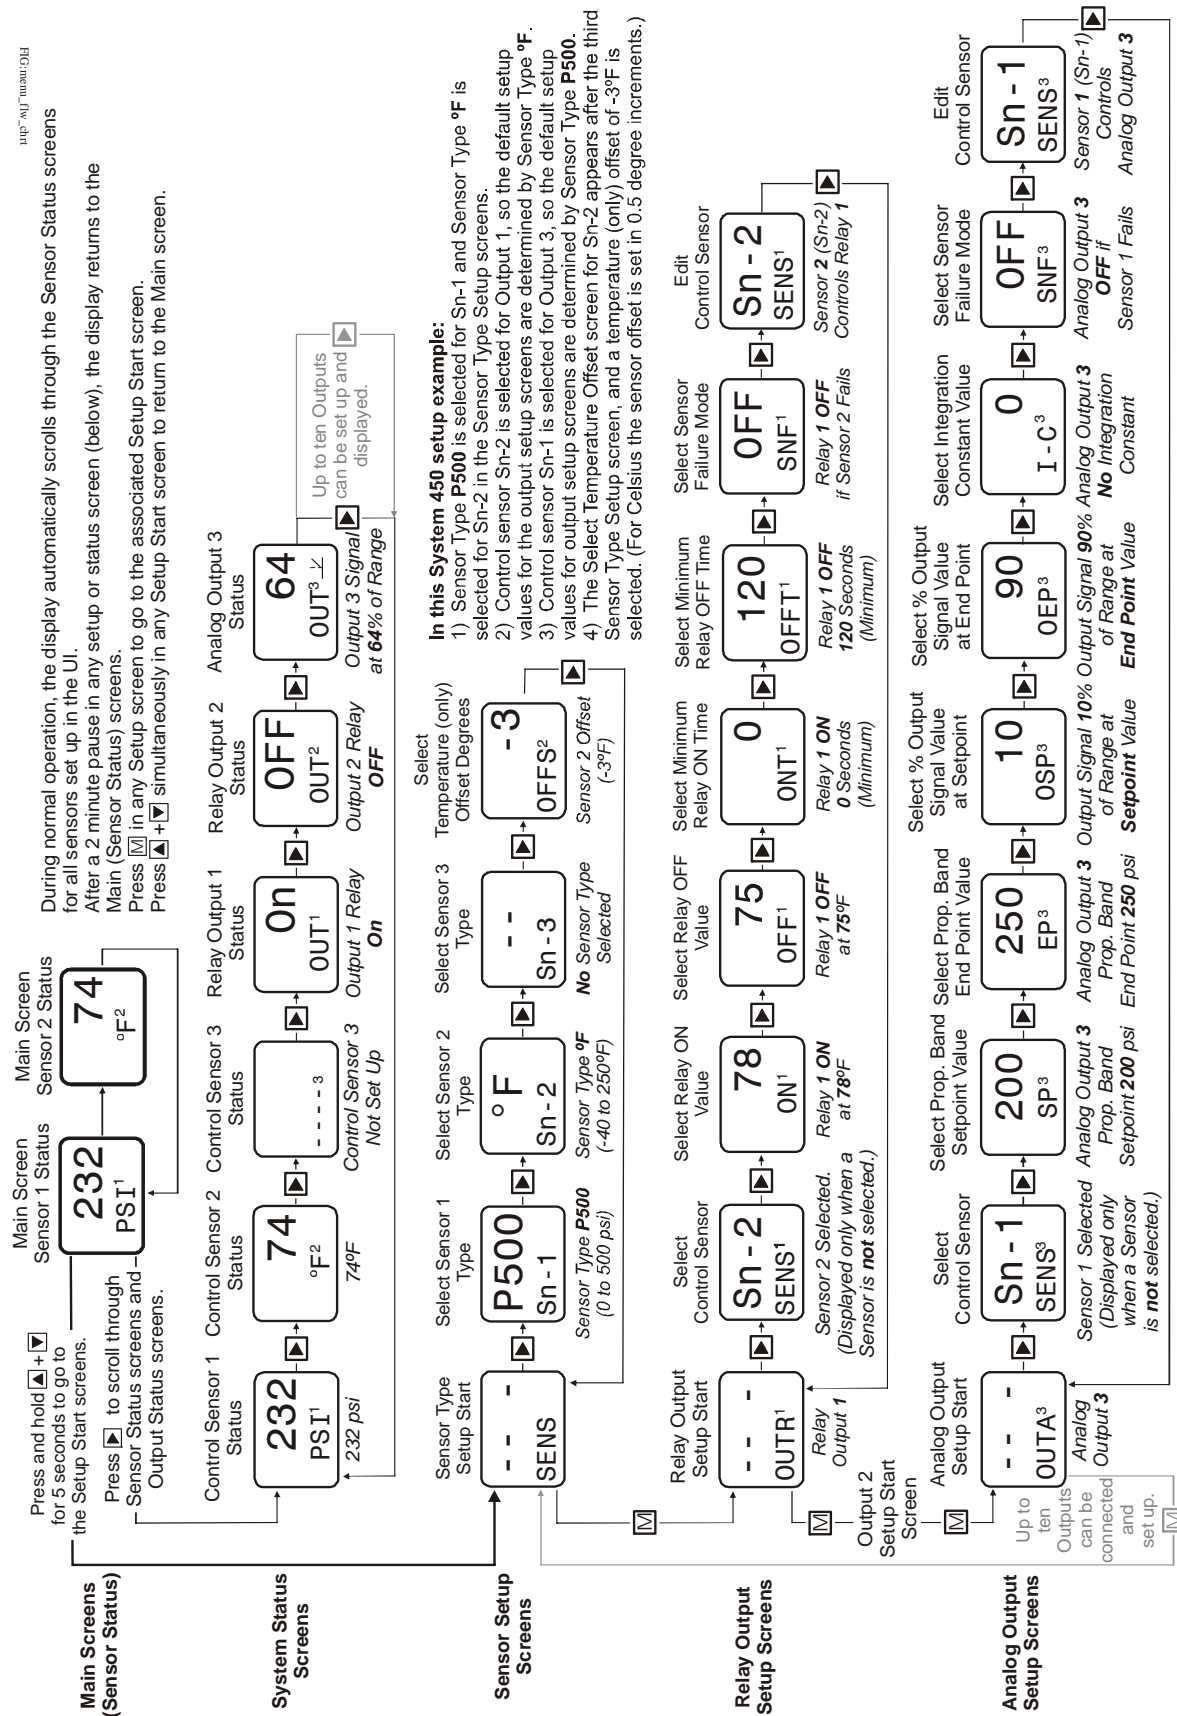 FIG:menu_flw_chrt
Main Screens
(Sensor Status)
Press and hold ▲+▼
for 5 seconds to go to
the Setup Start screens.
Press ▶ to scroll through
Sensor Status screens and
Output Status screens.
Main Screen
Sensor 1 Status
232
PSI¹
Main Screen
Sensor 2 Status
74
°F²
During normal operation, the display automatically scrolls through the Sensor Status screens
for all sensors set up in the UI.
After a 2 minute pause in any setup or status screen (below), the display returns to the
Main (Sensor Status) screens.
Press M in any Setup screen to go to the associated Setup Start screen.
Press ▲+▼ simultaneously in any Setup Start screen to return to the Main screen.
System Status
Screens
Control Sensor 1
Status
232
PSI¹
232 psi
Control Sensor 2
Status
74
°F²
74ºF
Control Sensor 3
Status
- - - - ³
Control Sensor 3
Not Set Up
Relay Output 1
Status
On
OUT¹
Output 1 Relay
On
Relay Output 2
Status
OFF
OUT²
Output 2 Relay
OFF
Analog Output 3
Status
64
OUT³
Output 3 Signal
at 64% of Range
Up to ten Outputs
can be set up and
displayed.
Sensor Setup
Screens
Sensor Type
Setup Start
- - -
SENS
Select Sensor 1
Type
P500
Sn-1
Sensor Type P500
(0 to 500 psi)
Select Sensor 2
Type
°F
Sn-2
Sensor Type ºF
(-40 to 250ºF)
Select Sensor 3
Type
- -
Sn-3
No Sensor Type
Selected
Select
Temperature (only)
Offset Degrees
-3
OFFS²
Sensor 2 Offset
(-3ºF)
In this System 450 setup example:
1) Sensor Type P500 is selected for Sn-1 and Sensor Type ºF is
selected for Sn-2 in the Sensor Type Setup screens.
2) Control sensor Sn-2 is selected for Output 1, so the default setup
values for the output setup screens are determined by Sensor Type ºF.
3) Control sensor Sn-1 is selected for Output 3, so the default setup
values for output setup screens are determined by Sensor Type P500.
4) The Select Temperature Offset screen for Sn-2 appears after the third
Sensor Type Setup screen, and a temperature (only) offset of -3ºF is
selected. (For Celsius the sensor offset is set in 0.5 degree increments.)
Relay Output
Setup Screens
Relay Output
Setup Start
- - -
OUTR¹
Relay
Output 1
Select
Control Sensor
Sn-2
SENS¹
Sensor 2 Selected.
(Displayed only when a
Sensor is not selected.)
Select Relay ON
Value
78
ON¹
Relay 1 ON
at 78ºF
Select Relay OFF
Value
75
OFF¹
Relay 1 OFF
at 75ºF
Select Minimum
Relay ON Time
0
ONT¹
Relay 1 ON
0 Seconds
(Minimum)
Select Minimum
Relay OFF Time
120
OFFT¹
Relay 1 OFF
120 Seconds
(Minimum)
Select Sensor
Failure Mode
OFF
SNF¹
Relay 1 OFF
if Sensor 2 Fails
Edit
Control Sensor
Sn-2
SENS¹
Sensor 2 (Sn-2)
Controls Relay 1
M
M
Output 2
Setup Start
Screen
M
Analog Output
Setup Screens
Analog Output
Setup Start
- - -
OUTA³
Analog
Output 3
Up to
ten
Outputs
can be
connected
and
set up.
M
Select
Control Sensor
Sn-1
SENS³
Sensor 1 Selected
(Displayed only
when a Sensor
is not selected.)
Select Prop. Band
Setpoint Value
200
SP³
Analog Output 3
Prop. Band
Setpoint 200 psi
Select Prop. Band
End Point Value
250
EP³
Analog Output 3
Prop. Band
End Point 250 psi
Select % Output
Signal Value
at Setpoint
10
OSP³
Output Signal 10%
of Range at
Setpoint Value
Select % Output
Signal Value
at End Point
90
OEP³
Output Signal 90%
of Range at
End Point Value
Select Integration
Constant Value
0
I-C³
Analog Output 3
No Integration
Constant
Select Sensor
Failure Mode
OFF
SNF³
Analog Output 3
OFF if
Sensor 1 Fails
Edit
Control Sensor
Sn-1
SENS³
Sensor 1 (Sn-1)
Controls
Analog Output 3